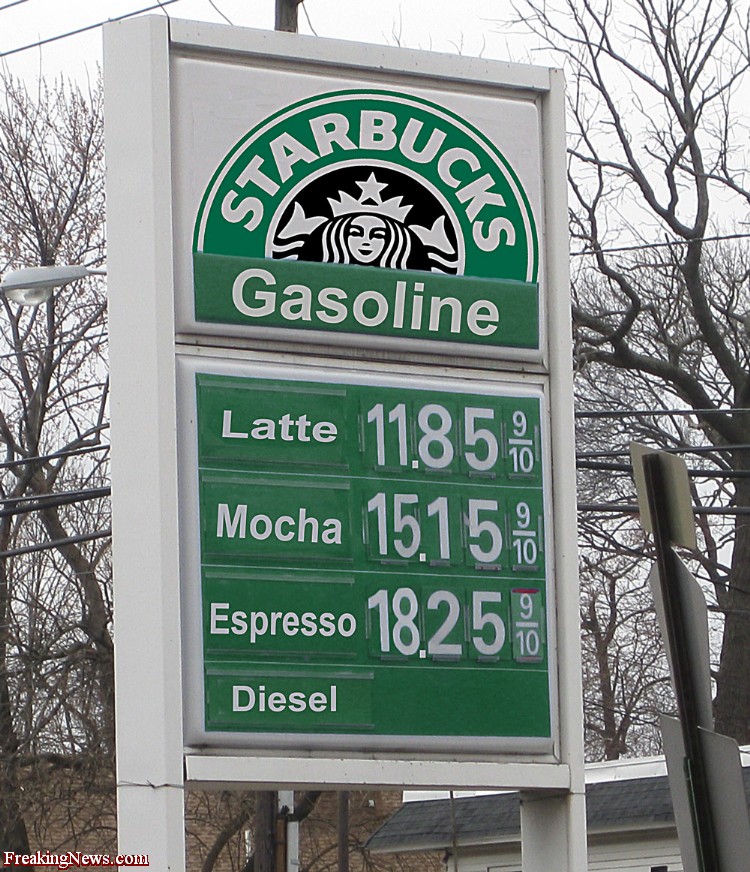 STARBUCKS
Gasoline
Latte 11.85 9/10
Mocha 15.15 9/10
Espresso 18.25 9/10
Diesel
FreakingNews.com